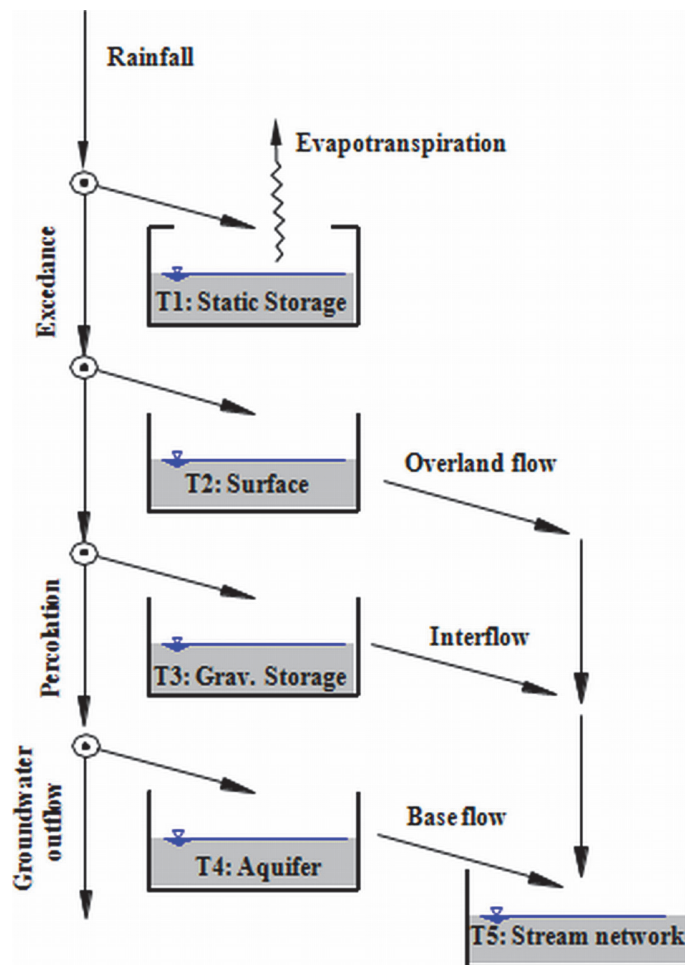 Rainfall
Evapotranspiration
Excedance
T1: Static Storage
Overland flow
T2: Surface
Percolation
Interflow
T3: Grav. Storage
Groundwater
outflow
Base flow
T4: Aquifer
T5: Stream network